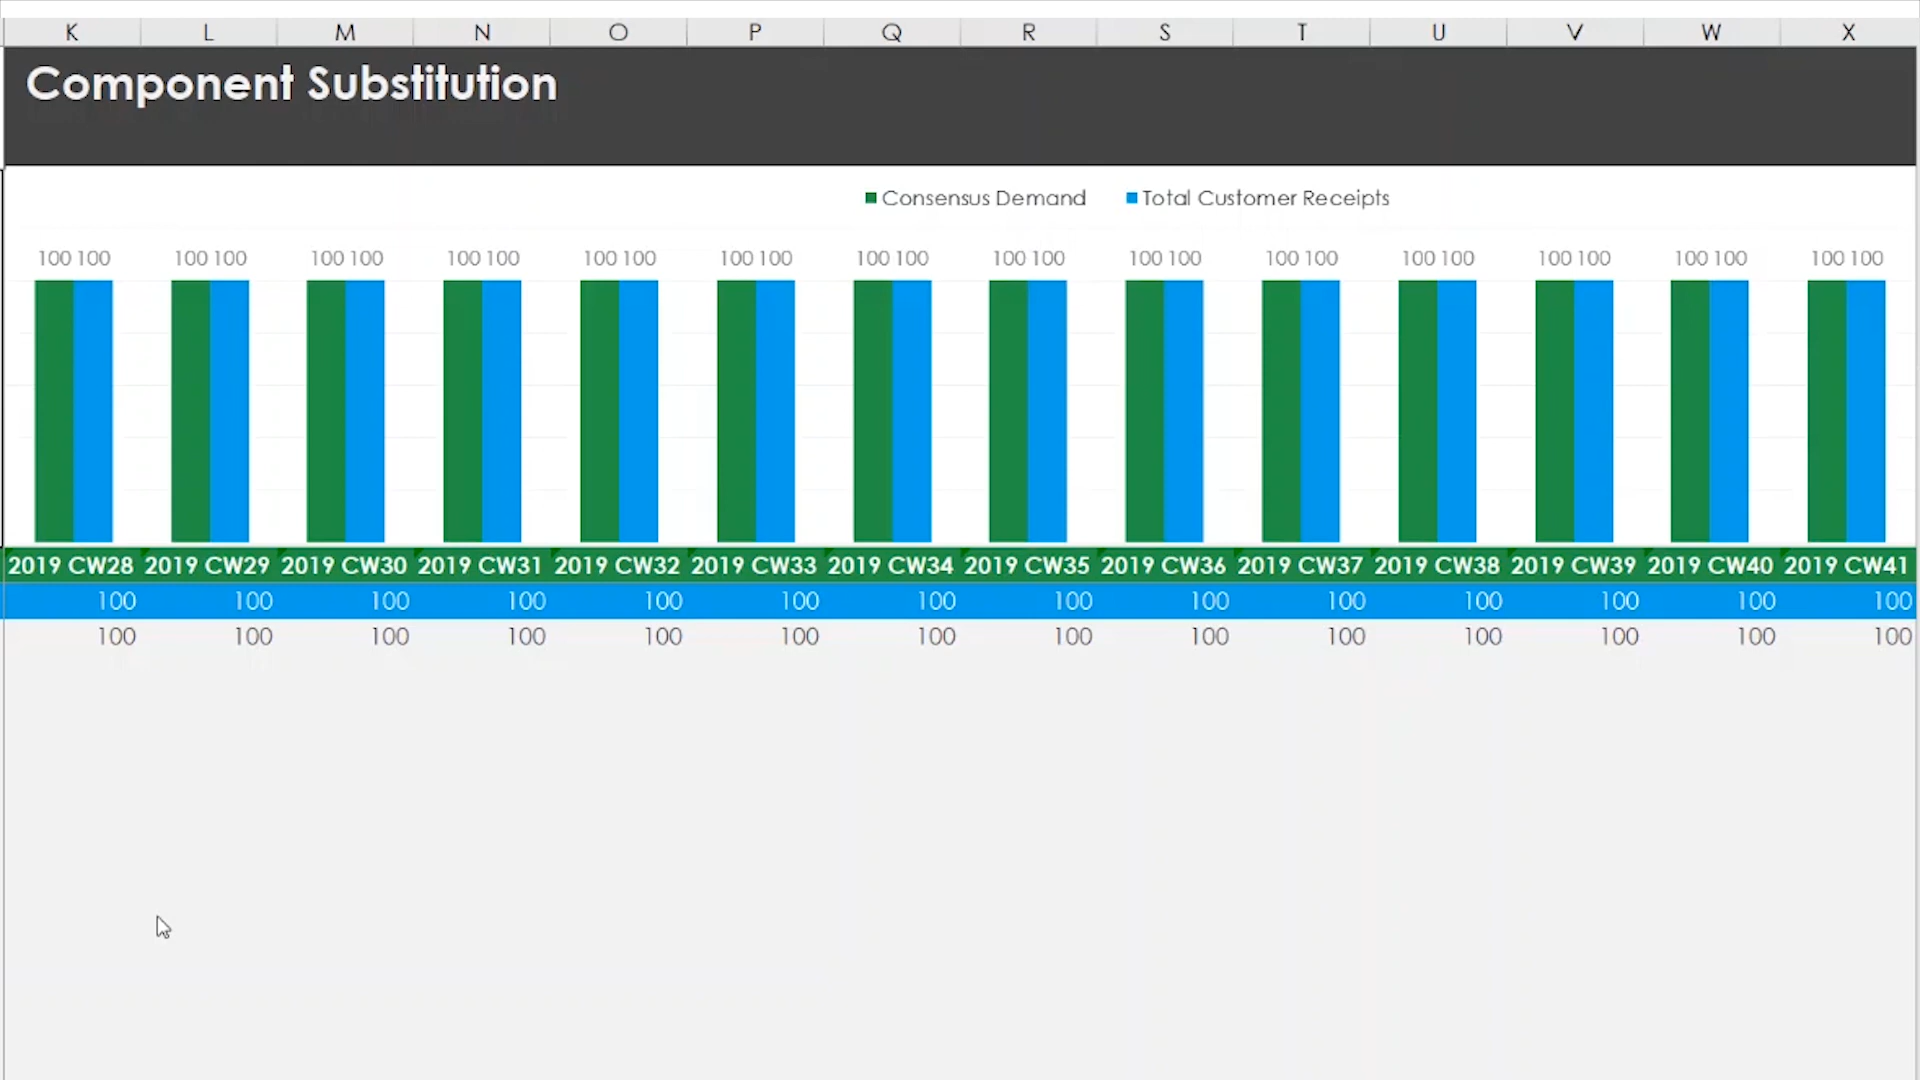 K L M N O P Q R S T U V W X
Component Substitution
Consensus Demand Total Customer Receipts
100 100 100 100 100 100 100 100 100 100 100 100 100 100 100 100 100 100 100 100 100 100 100 100 100 100 100 100
2019 CW28 2019 CW29 2019 CW30 2019 CW31 2019 CW32 2019 CW33 2019 CW34 2019 CW35 2019 CW36 2019 CW37 2019 CW38 2019 CW39 2019 CW40 2019 CW41
100 100 100 100 100 100 100 100 100 100 100 100 100 100
100 100 100 100 100 100 100 100 100 100 100 100 100 100